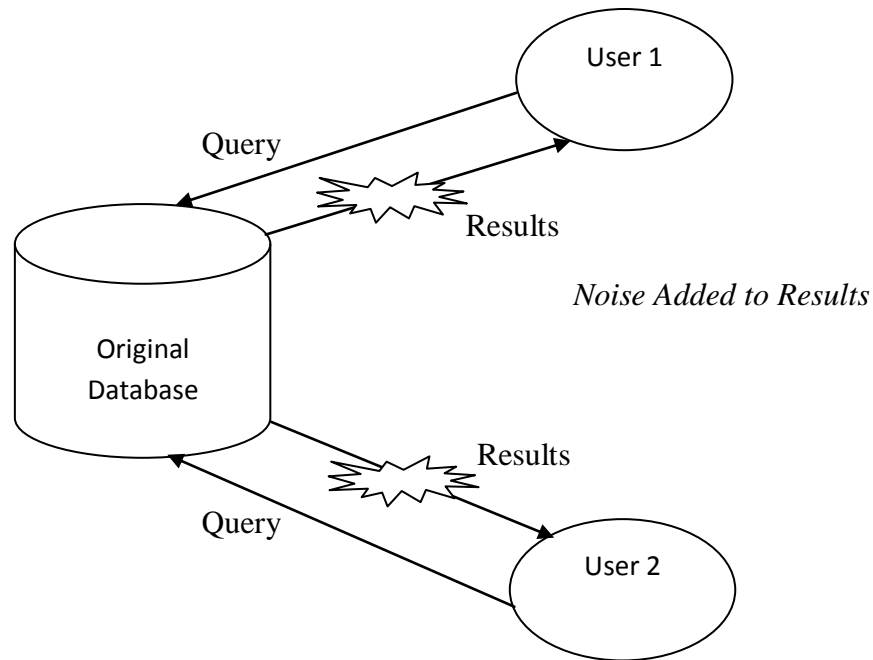 User 1
Query
Results
Noise Added to Results
Original
Database
Results
Query
User 2